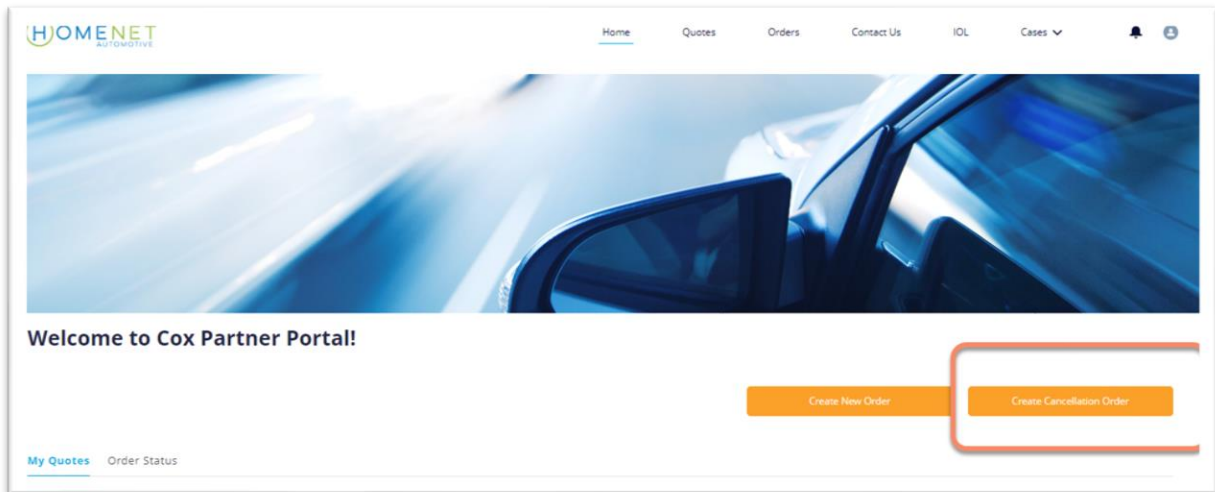 HOMENET
AUTOMOTIVE
Home Quotes Orders Contact Us IOL Cases
Welcome to Cox Partner Portal!
Create New Order Create Cancellation Order
My Quotes Order Status